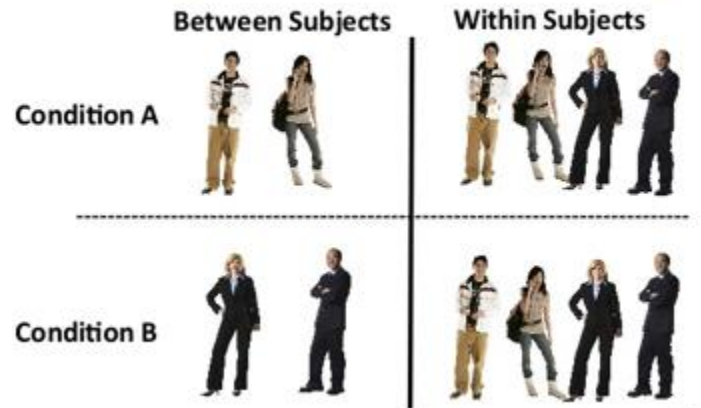 Between Subjects
Within Subjects
Condition A
Condition B